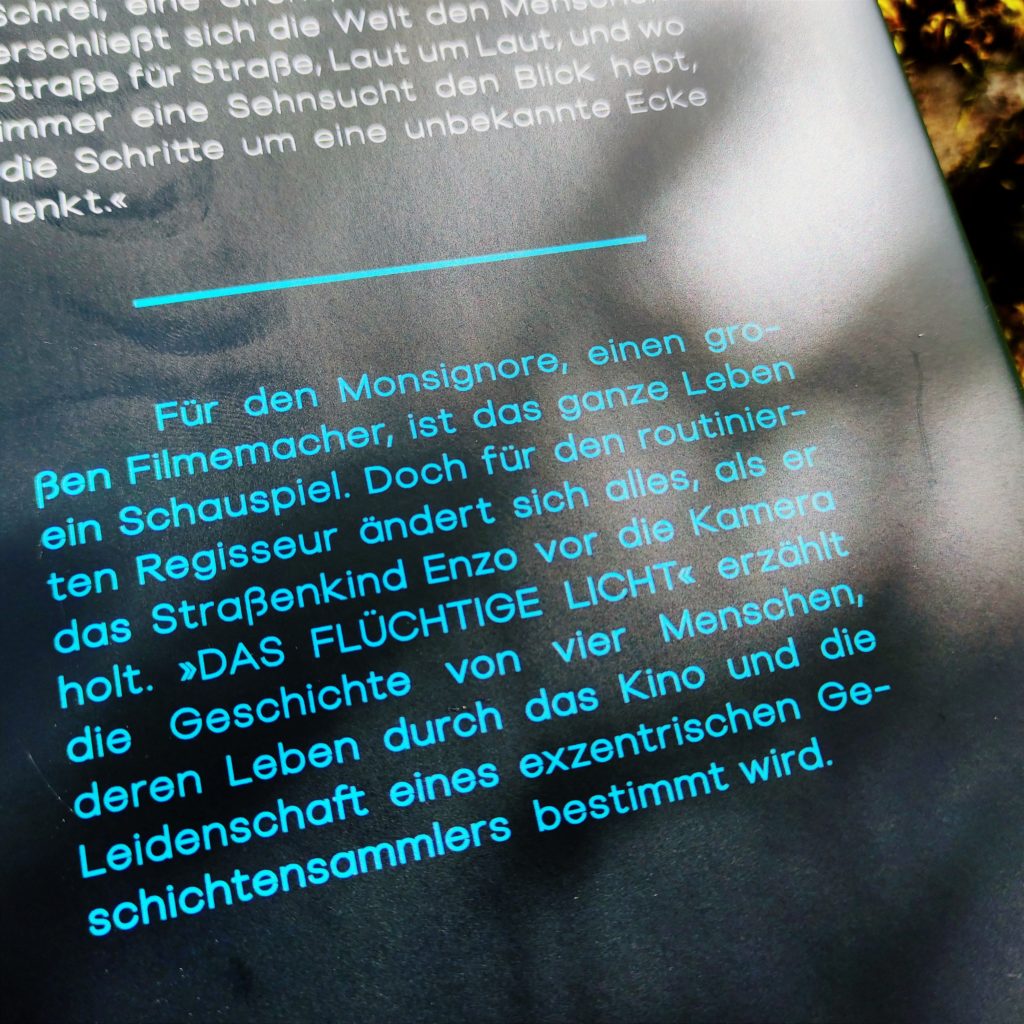 schrei, eine
erschließt sich die Welt den
Straße für Straße, Laut um Laut, und wo
immer eine Sehnsucht den Blick hebt,
die Schritte um eine unbekannte Ecke
lenkt.«
Für den Monsignore, einen gro-
ßen Filmemacher, ist das ganze Leben
ein Schauspiel. Doch für den routinier-
ten Regisseur ändert sich alles, als er
das Straßenkind Enzo vor die Kamera
holt. »DAS FLÜCHTIGE LICHT« erzählt
die Geschichte von vier Menschen,
deren Leben durch das Kino und die
Leidenschaft eines exzentrischen Ge-
schichtensammlers bestimmt wird.